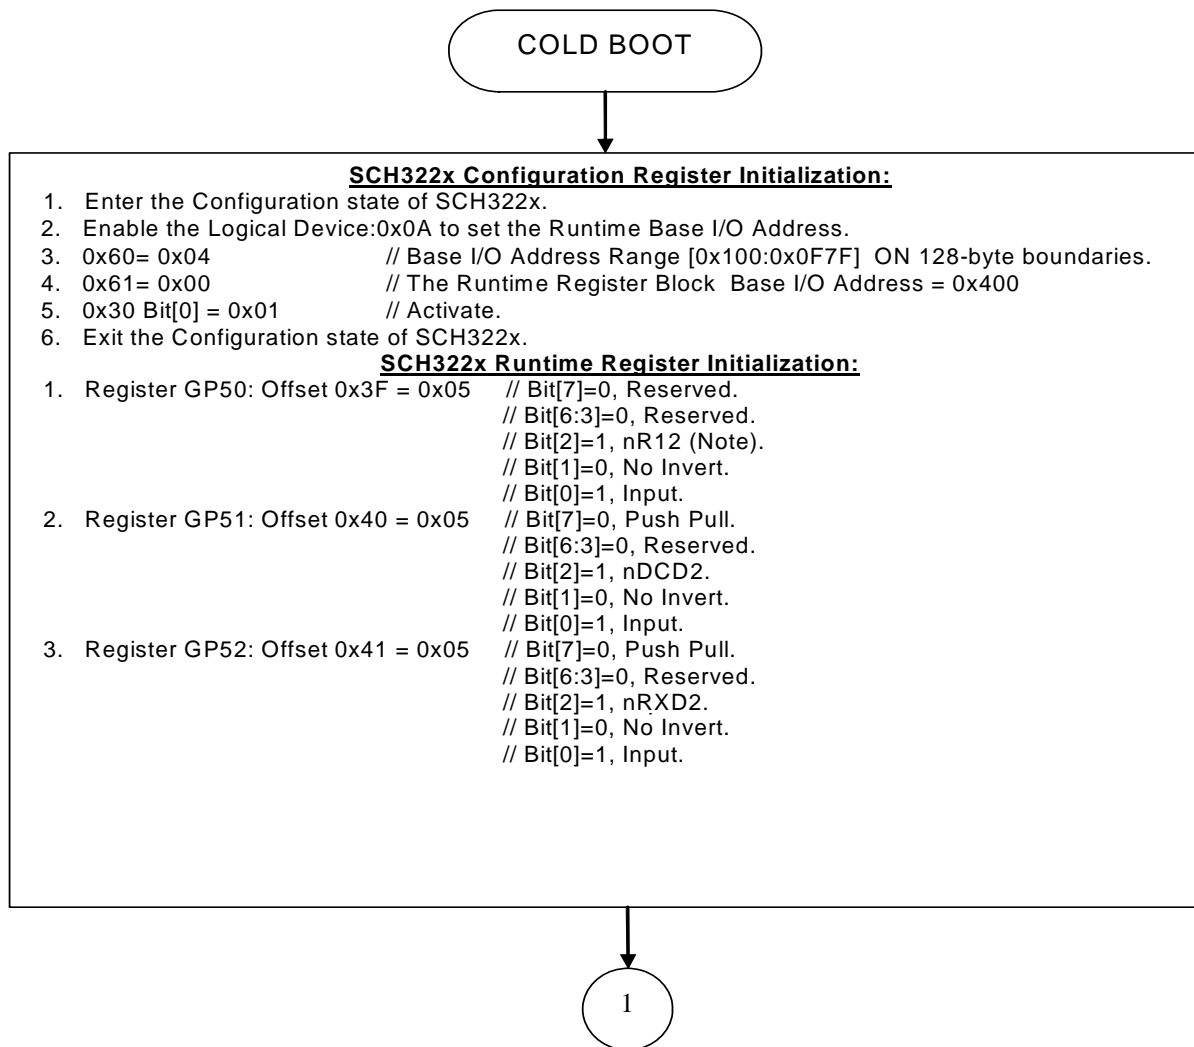 COLD BOOT
SCH322x Configuration Register Initialization:
1. Enter the Configuration state of SCH322x.
2. Enable the Logical Device:0x0A to set the Runtime Base I/O Address.
3. 0x60= 0x04 // Base I/O Address Range [0x100:0x0F7F] ON 128-byte boundaries.
4. 0x61= 0x00 // The Runtime Register Block Base I/O Address = 0x400
5. 0x30 Bit[0] = 0x01 // Activate.
6. Exit the Configuration state of SCH322x.
SCH322x Runtime Register Initialization:
1. Register GP50: Offset 0x3F = 0x05 // Bit[7]=0, Reserved.
// Bit[6:3]=0, Reserved.
// Bit[2]=1, nR12 (Note).
// Bit[1]=0, No Invert.
// Bit[0]=1, Input.
2. Register GP51: Offset 0x40 = 0x05 // Bit[7]=0, Push Pull.
// Bit[6:3]=0, Reserved.
// Bit[2]=1, nDCD2.
// Bit[1]=0, No Invert.
// Bit[0]=1, Input.
3. Register GP52: Offset 0x41 = 0x05 // Bit[7]=0, Push Pull.
// Bit[6:3]=0, Reserved.
// Bit[2]=1, nRXD2.
// Bit[1]=0, No Invert.
// Bit[0]=1, Input.
1